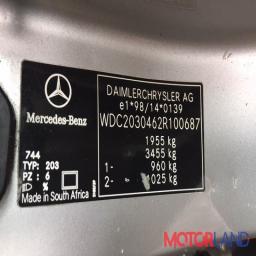 DAIMLERCHRYSLER AG
e1*98/14*0139
WDC2030462R100687
Mercedes-Benz
1955 kg
3455 kg
1- 960 kg
2- 1025 kg
744
TYP: 203
PZ: 6 %
Made in South Africa
MOTORLAND